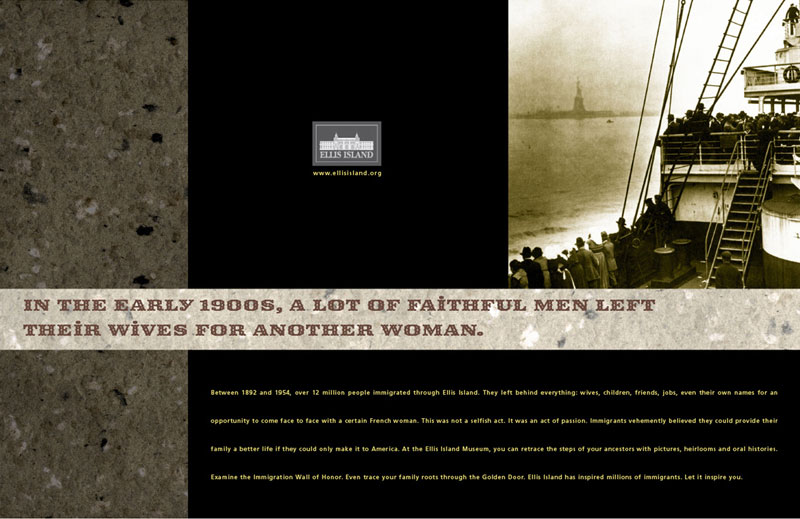 ELLIS ISLAND
www.ellisisland.org
IN THE EARLY 1900S, A LOT OF FAITHFUL MEN LEFT
THEIR WIVES FOR ANOTHER WOMAN.
Between 1892 and 1954, over 12 million people immigrated through Ellis Island. They left behind everything: wives, children, friends, jobs, even their own names for an
opportunity to come face to face with a certain French woman. This was not a selfish act. It was an act of passion. Immigrants vehemently believed they could provide their
family a better life if they could only make it to America. At the Ellis Island Museum, you can retrace the steps of your ancestors with pictures, heirlooms and oral histories.
Examine the Immigration Wall of Honor. Even trace your family roots through the Golden Door. Ellis Island has inspired millions of immigrants. Let it inspire you.